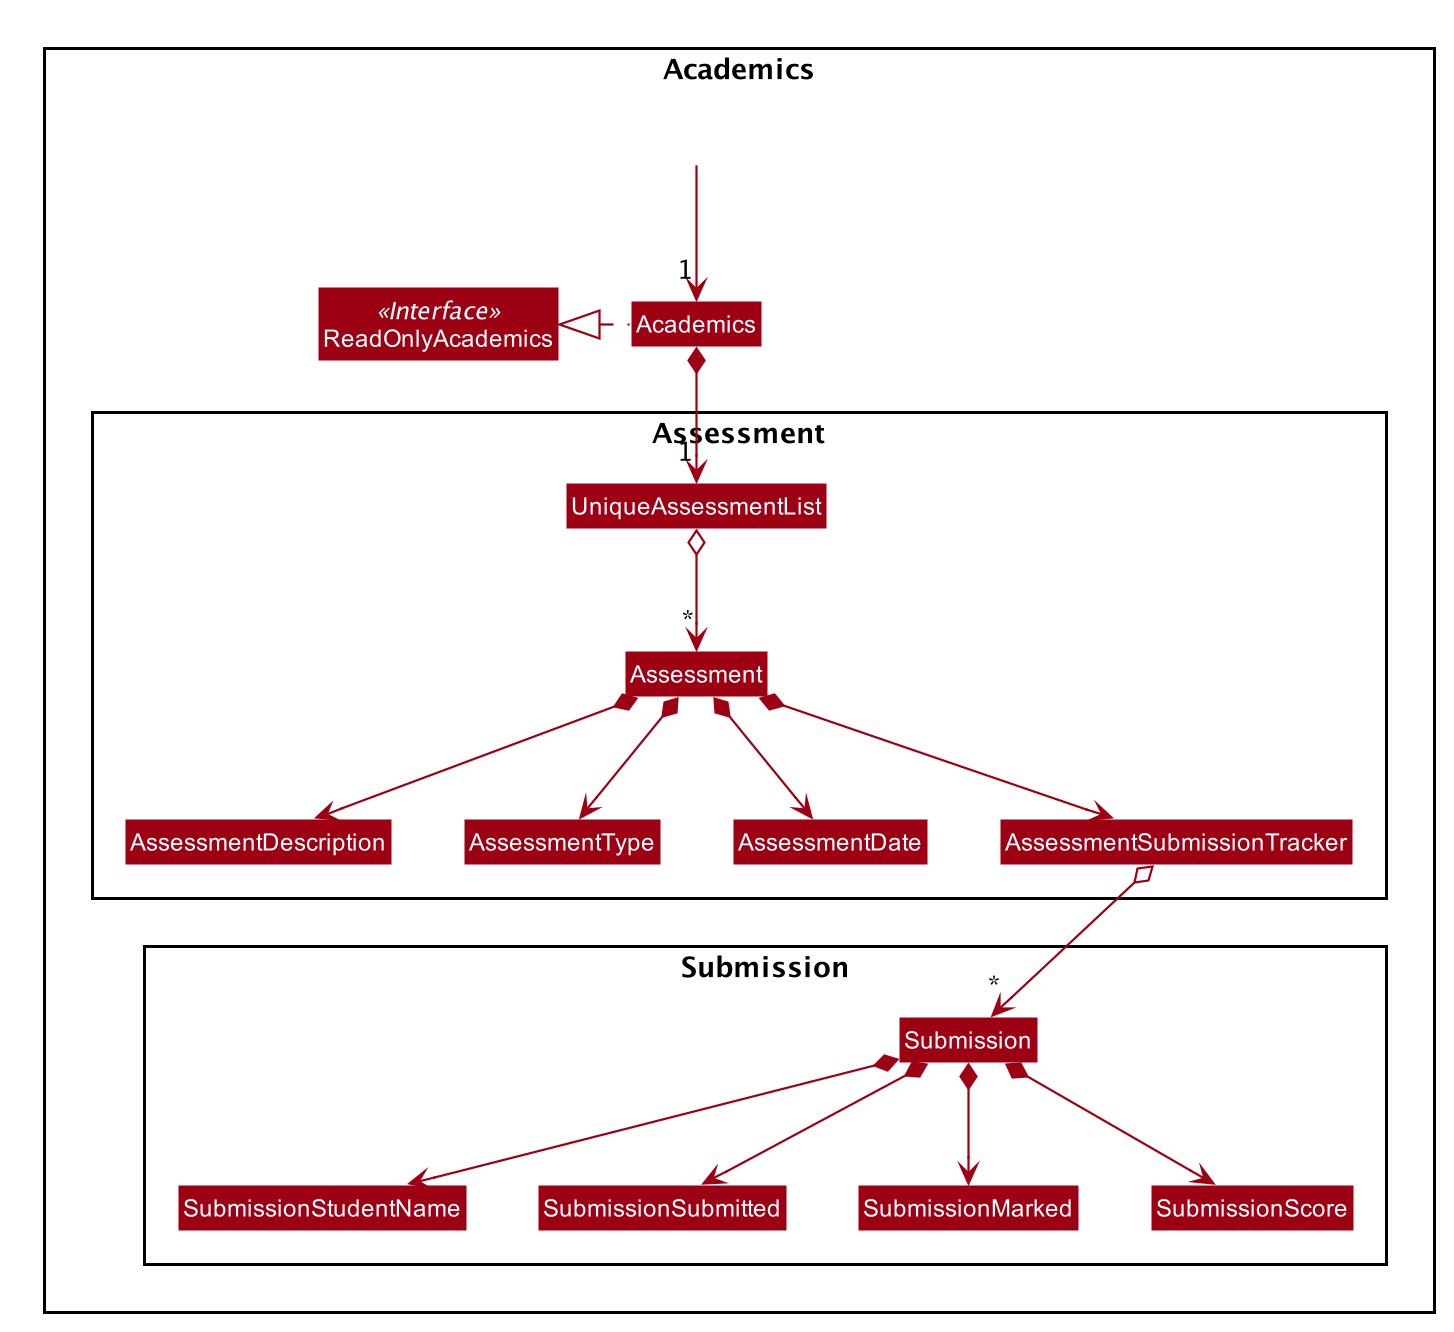 Academics
1
«Interface»
ReadOnlyAcademics
Academics
Assessment
1
UniqueAssessmentList
*
Assessment
AssessmentDescription
AssessmentType
AssessmentDate
AssessmentSubmissionTracker
Submission
*
Submission
SubmissionStudentName
SubmissionSubmitted
SubmissionMarked
SubmissionScore